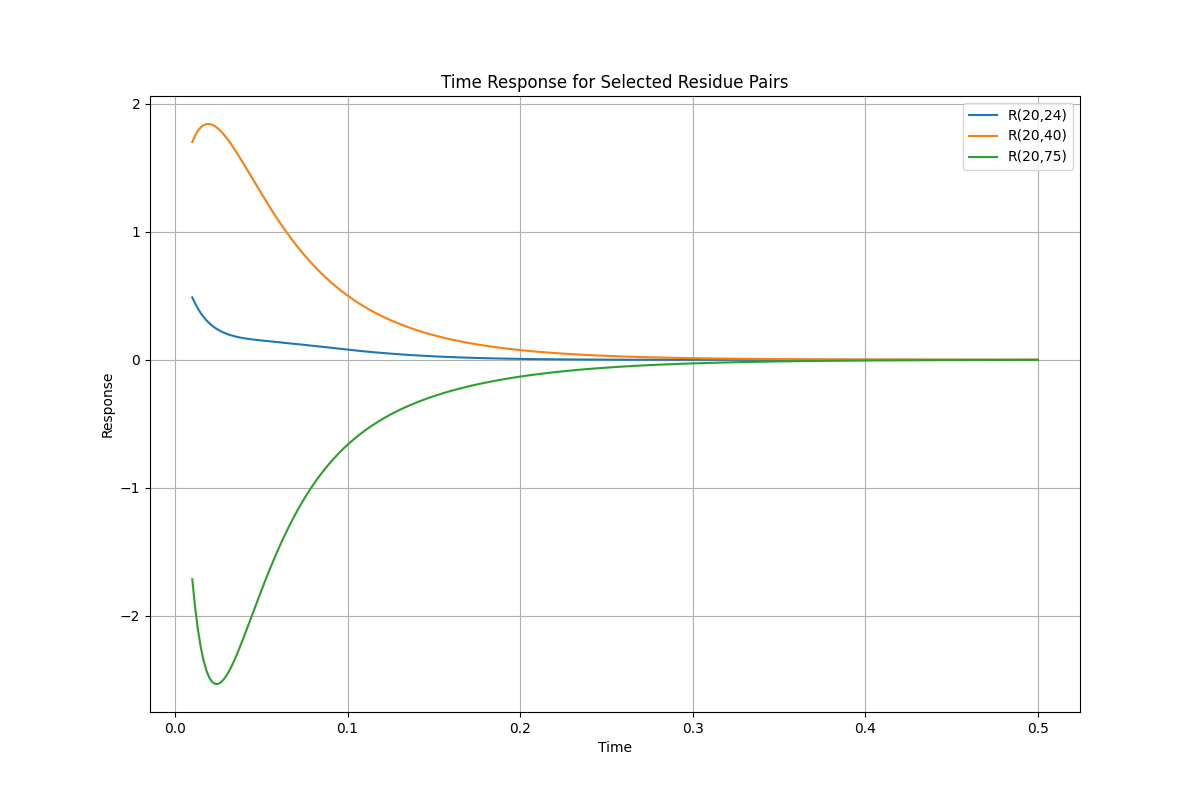 Time Response for Selected Residue Pairs
R(20,24)
R(20,40)
R(20,75)
2
1
0
−1
−2
Response
0.0 0.1 0.2 0.3 0.4 0.5
Time